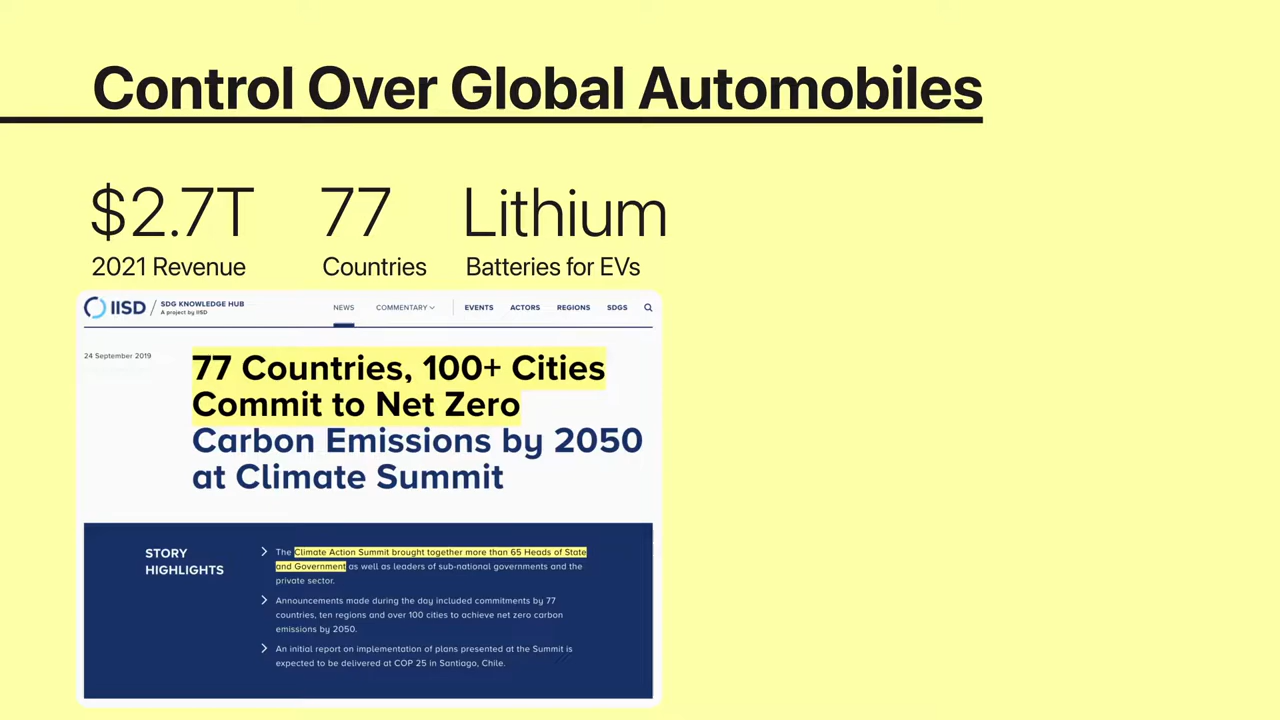 Control Over Global Automobiles
$2.7T 77 Lithium
2021 Revenue Countries Batteries for EVs
IISD / SDG KNOWLEDGE HUB
A project by IISD
NEWS COMMENTARY EVENTS ACTORS REGIONS SDGS
24 September 2019
77 Countries, 100+ Cities
Commit to Net Zero
Carbon Emissions by 2050
at Climate Summit
STORY
HIGHLIGHTS
The Climate Action Summit brought together more than 65 Heads of State
and Government as well as leaders of sub-national governments and the
private sector.
Announcements made during the day included commitments by 77
countries, ten regions and over 100 cities to achieve net zero carbon
emissions by 2050.
An initial report on implementation of plans presented at the Summit is
expected to be delivered at COP 25 in Santiago, Chile.